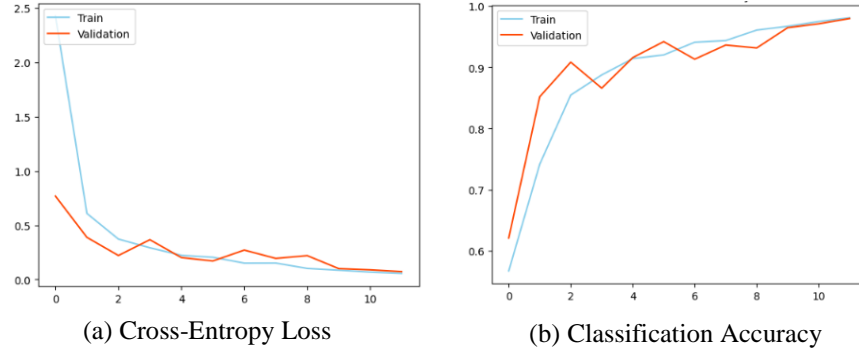 2.5
2.0
1.5
1.0
0.5
0.0
0 2 4 6 8 10
Train
Validation
(a) Cross-Entropy Loss
1.0
0.9
0.8
0.7
0.6
0 2 4 6 8 10
Train
Validation
(b) Classification Accuracy